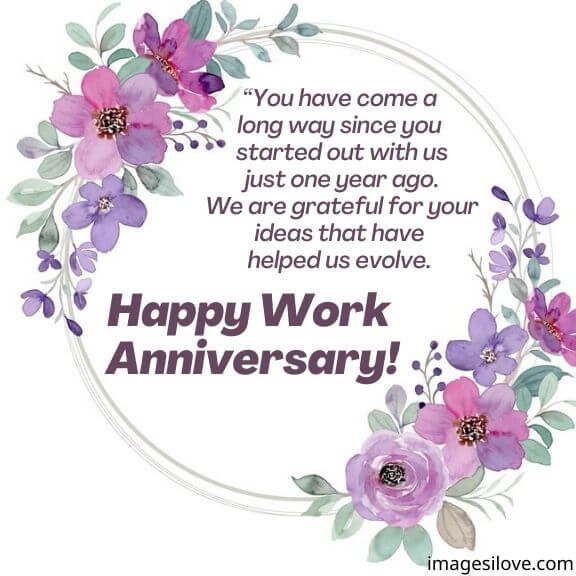 “You have come a
long way since you
started out with us
just one year ago.
We are grateful for your
ideas that have
helped us evolve.
Happy Work
Anniversary!
imagesilove.com